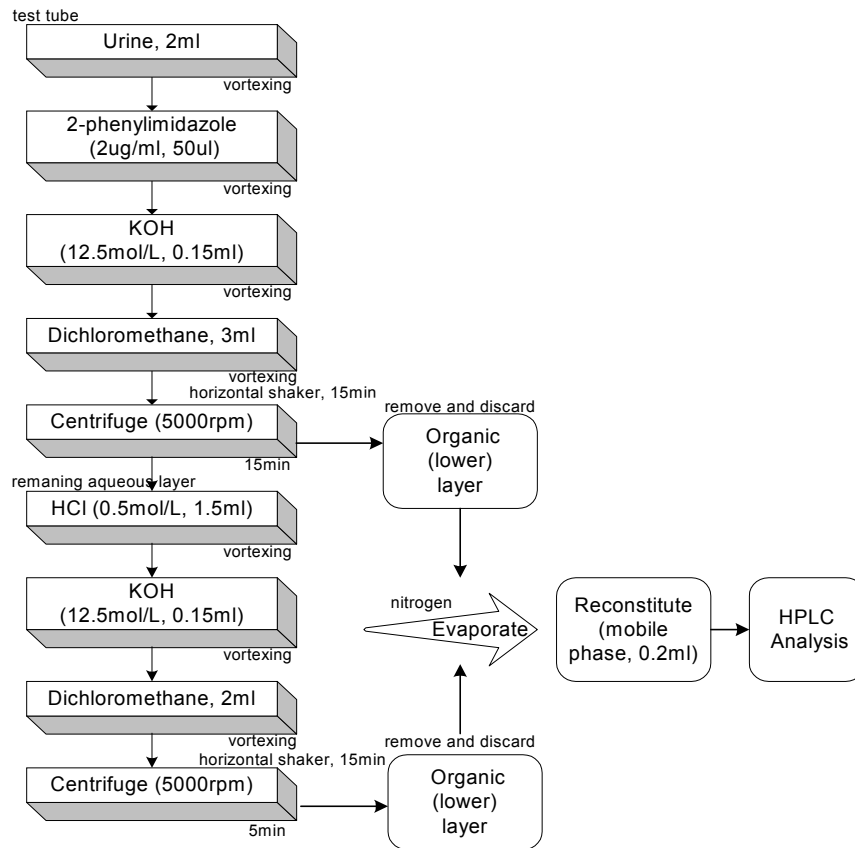 test tube
Urine, 2ml
vortexing
2-phenylimidazole
(2ug/ml, 50ul)
vortexing
KOH
(12.5mol/L, 0.15ml)
vortexing
Dichloromethane, 3ml
vortexing
horizontal shaker, 15min
Centrifuge (5000rpm)
15min
remove and discard
Organic
(lower)
layer
remaning aqueous layer
HCl (0.5mol/L, 1.5ml)
vortexing
KOH
(12.5mol/L, 0.15ml)
vortexing
Dichloromethane, 2ml
vortexing
horizontal shaker, 15min
Centrifuge (5000rpm)
5min
remove and discard
Organic
(lower)
layer
nitrogen
Evaporate
Reconstitute
(mobile
phase, 0.2ml)
HPLC
Analysis